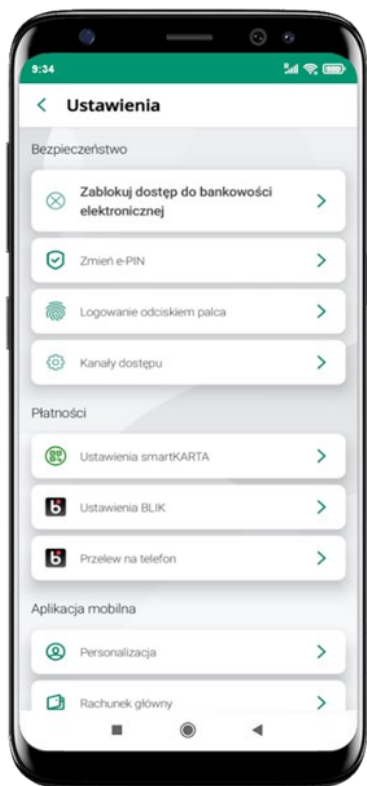 9:34
Ustawienia
Bezpieczeństwo
Zablokuj dostęp do bankowości
elektronicznej
Zmień e-PIN
Logowanie odciskiem palca
Kanały dostępu
Płatności
Ustawienia smartKARTA
Ustawienia BLIK
Przelew na telefon
Aplikacja mobilna
Personalizacja
Rachunek główny